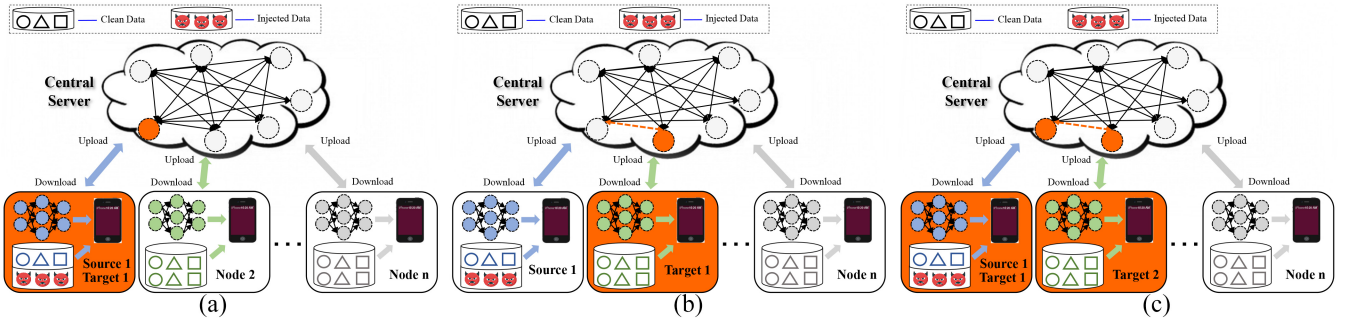 Clean Data
Injected Data
Central
Server
Upload
Upload
Upload
Download
Download
Download
Source 1
Target 1
Node 2
...
Node n
(a)
Clean Data
Injected Data
Central
Server
Upload
Upload
Upload
Download
Download
Download
Source 1
Target 1
...
Node n
(b)
Clean Data
Injected Data
Central
Server
Upload
Upload
Upload
Download
Download
Download
Source 1
Target 1
Target 2
...
Node n
(c)